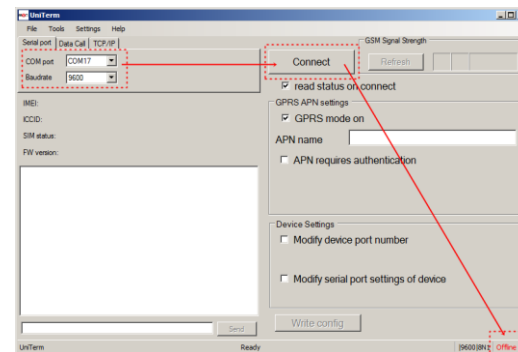 UniTerm
File Tools Settings Help
Serial port Data Call TCP/IP
COM port COM17
Baudrate 9600
Connect
GSM Signal Strength
Refresh
read status on connect
IMEI:
ICCID:
SIM status:
FW version:
GPRS APN settings
GPRS mode on
APN name
APN requires authentication
Device Settings
Modify device port number
Modify serial port settings of device
Send
Write config
UniTerm Ready [9600]8N1 Offline